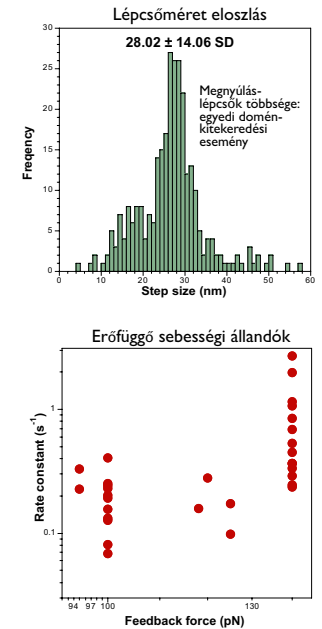 Lépcsőméret eloszlás
28.02 ± 14.06 SD
Megnyúlás-
lépcsők többsége:
egyedi domén-
kitekeredési
esemény
Freqency
30
25
20
15
10
5
0
0 10 20 30 40 50 60
Step size (nm)
Erőfüggő sebességi állandók
Rate constant (s-1)
1
0.1
94 97 100 130
Feedback force (pN)